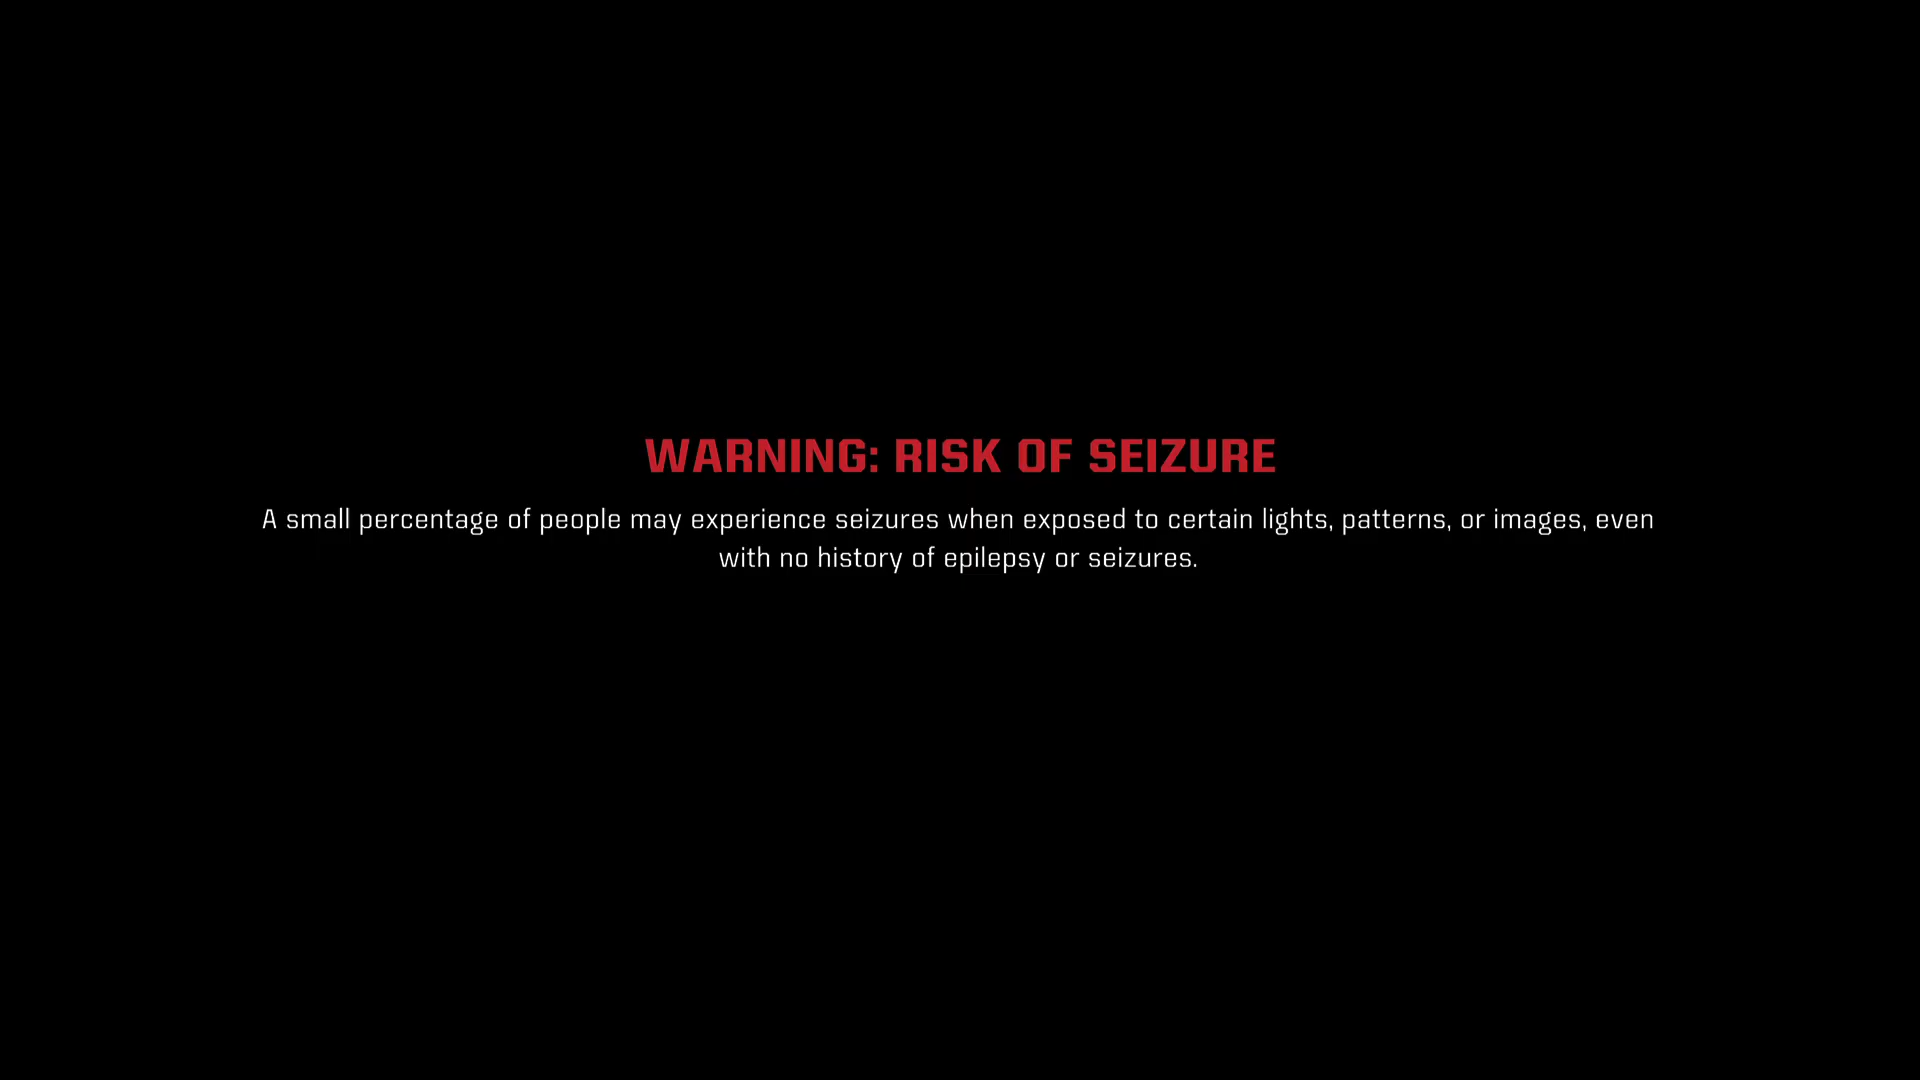 WARNING: RISK OF SEIZURE
A small percentage of people may experience seizures when exposed to certain lights, patterns, or images, even
with no history of epilepsy or seizures.